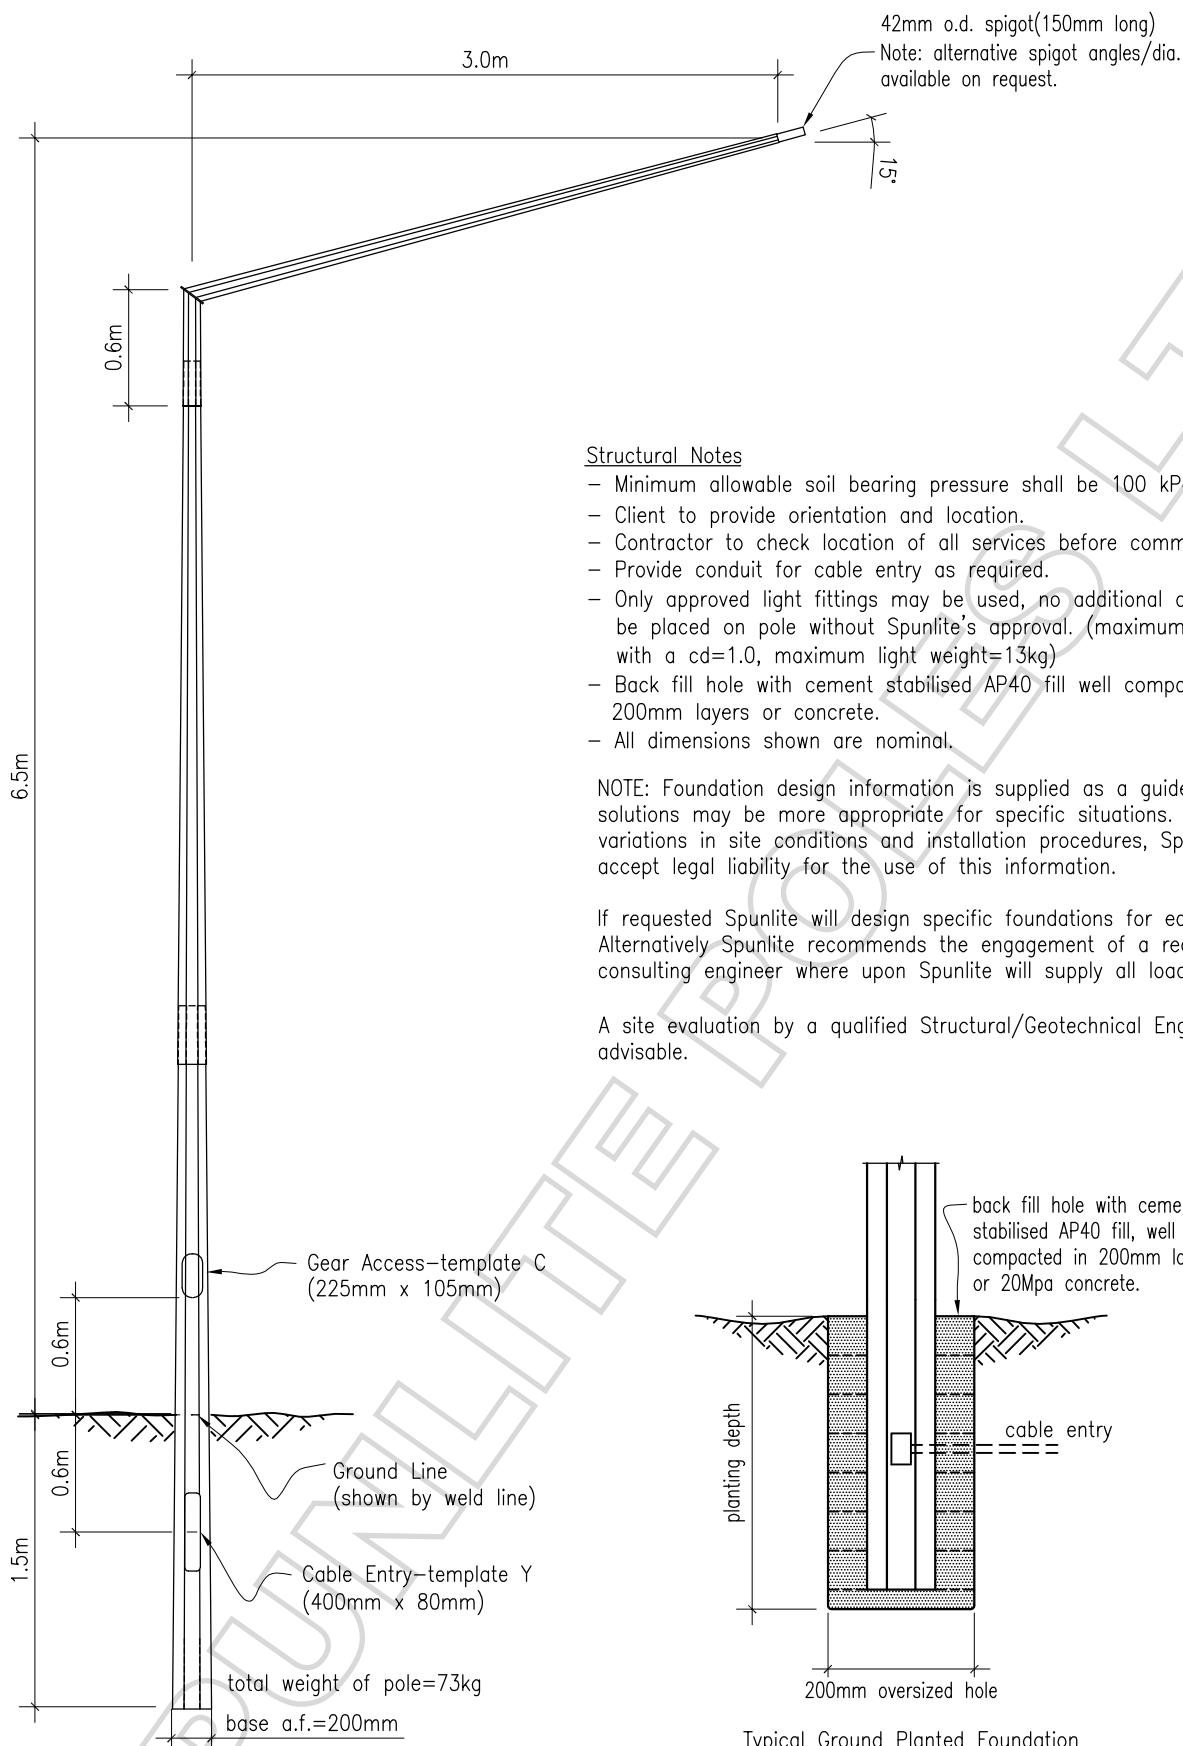 42mm o.d. spigot(150mm long)
Note: alternative spigot angles/dia.
available on request.
3.0m
15°
0.6m
6.5m
Structural Notes
– Minimum allowable soil bearing pressure shall be 100
– Client to provide orientation and location.
– Contractor to check location of all services before
– Provide conduit for cable entry as required.
– Only approved light fittings may be used, no additional
be placed on pole without Spunlite's approval. (maximum
with a cd=1.0, maximum light weight=13kg)
– Back fill hole with cement stabilised AP40 fill well
200mm layers or concrete.
– All dimensions shown are nominal.
NOTE: Foundation design information is supplied as a guide
solutions may be more appropriate for specific situations.
variations in site conditions and installation procedures,
accept legal liability for the use of this information.
If requested Spunlite will design specific foundations for
Alternatively Spunlite recommends the engagement of a
consulting engineer where upon Spunlite will supply all
A site evaluation by a qualified Structural/Geotechnical
advisable.
Gear Access–template C
(225mm x 105mm)
0.6m
Ground Line
(shown by weld line)
0.6m
1.5m
Cable Entry–template Y
(400mm x 80mm)
total weight of pole=73kg
base a.f.=200mm
back fill hole with
stabilised AP40 fill, well
compacted in 200mm
or 20Mpa concrete.
planting depth
cable entry
200mm oversized hole
Typical Ground Planted Foundation
PUNLITE POLES